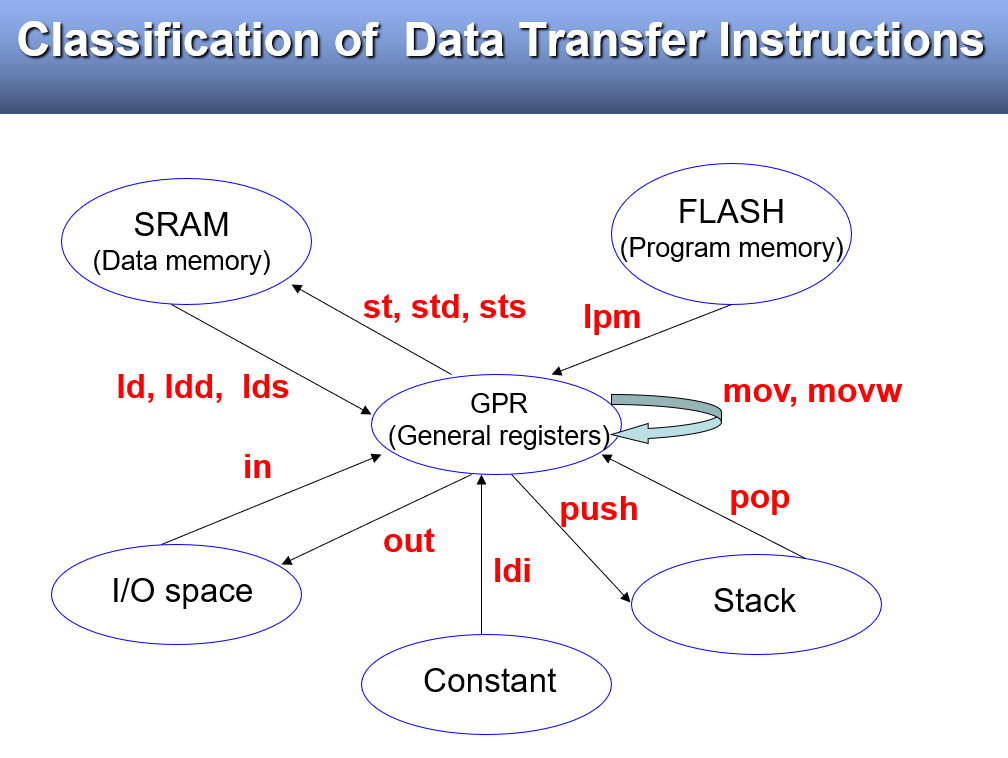 Classification of Data Transfer Instructions
SRAM
(Data memory)
FLASH
(Program memory)
st, std, sts
lpm
ld, ldd, lds
GPR
(General registers)
mov, movw
in
out
ldi
push
pop
I/O space
Stack
Constant